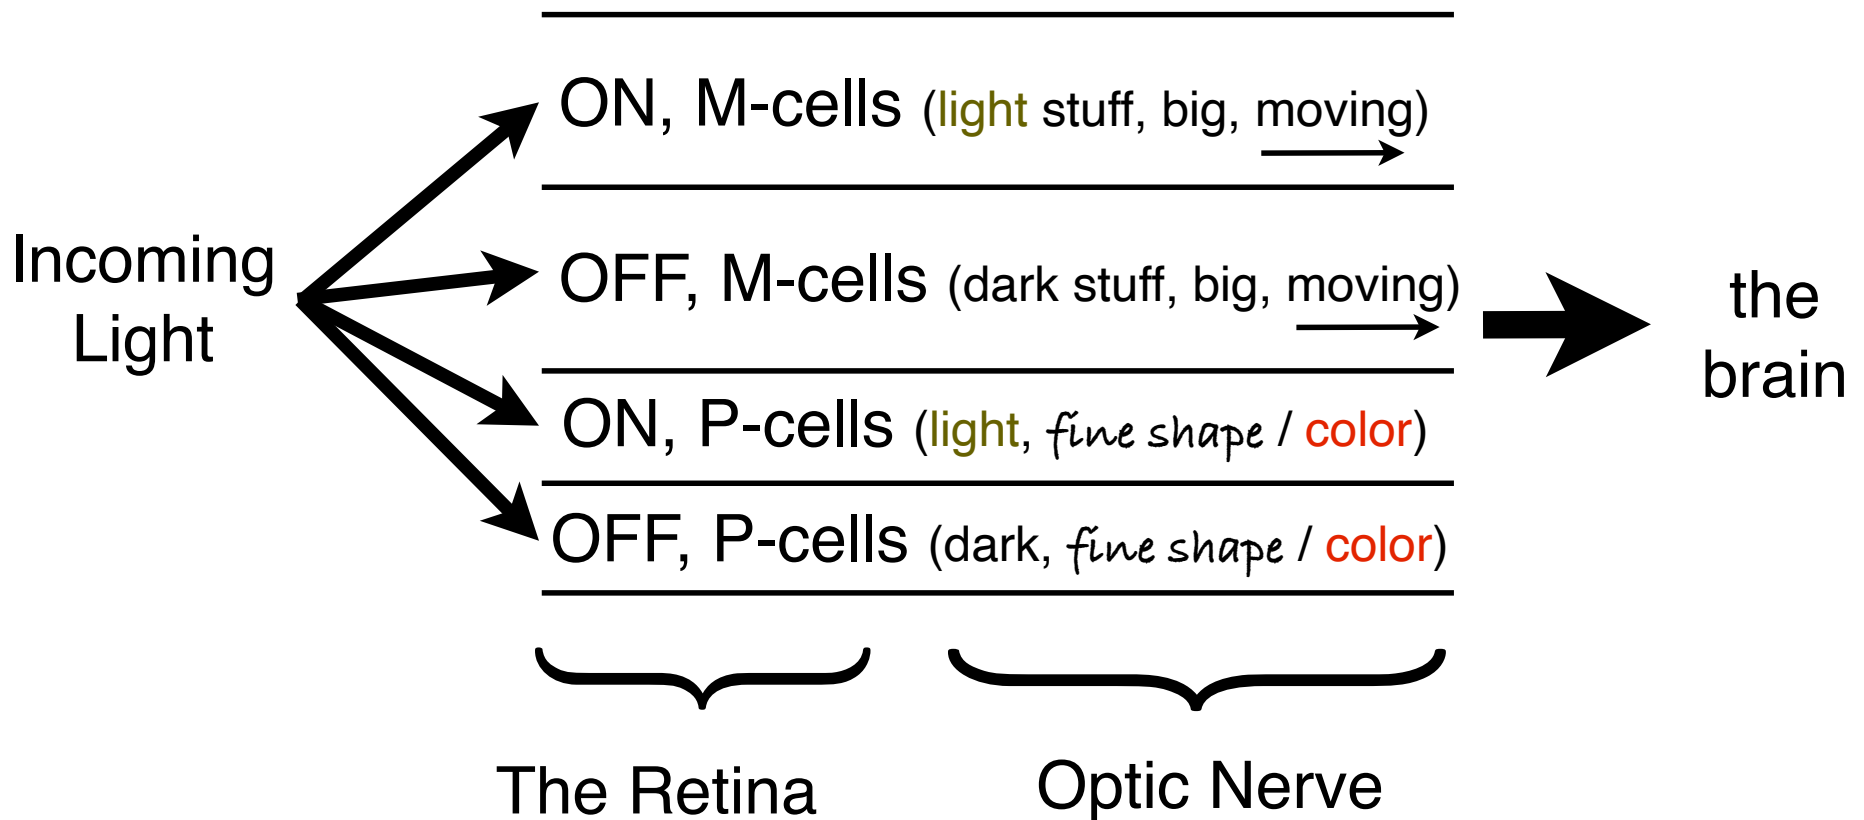 Incoming
Light
ON, M-cells (light stuff, big, moving)
OFF, M-cells (dark stuff, big, moving)
ON, P-cells (light, fine shape / color)
OFF, P-cells (dark, fine shape / color)
the
brain
The Retina
Optic Nerve